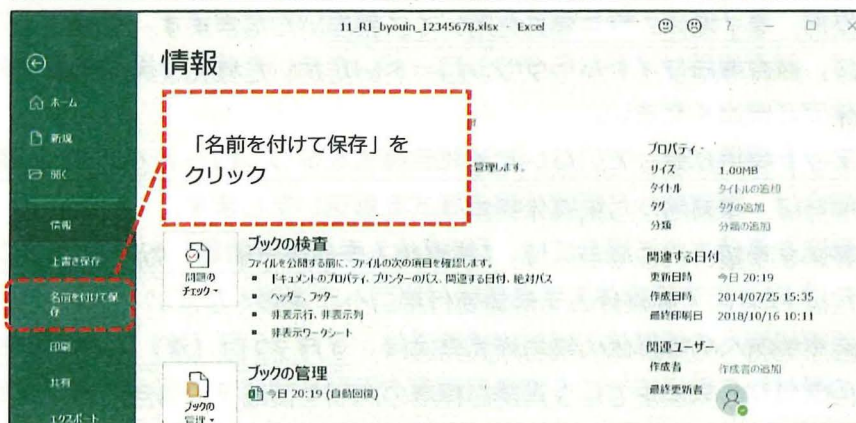 11_R1_byouin_12345678.xlsx - Excel
?
情報
ホーム
新規
開く
情報
上書き保存
名前を付けて保
存
印刷
共有
エクスポート
「名前を付けて保存」を
クリック
管理します。
問題の
チェック
ブックの検査
ファイルを公開する前に、ファイルの次の内容を確認します。
ドキュメントのプロパティ、プリンターのパス、関連する日付、絶対パス
ヘッダー、フッター
非表示行、非表示列
非表示ワークシート
ブックの
管理
ブックの管理
今日 20:19 (自動回復)
プロパティ
サイズ 1.00MB
タイトル タイトルの追加
タグ タグの追加
分類 分類の追加
関連する日付
更新日時 今日 20:19
作成日時 2014/07/25 15:35
最終印刷日 2018/10/16 10:11
関連ユーザー
作成者 作成者の追加
最終更新者